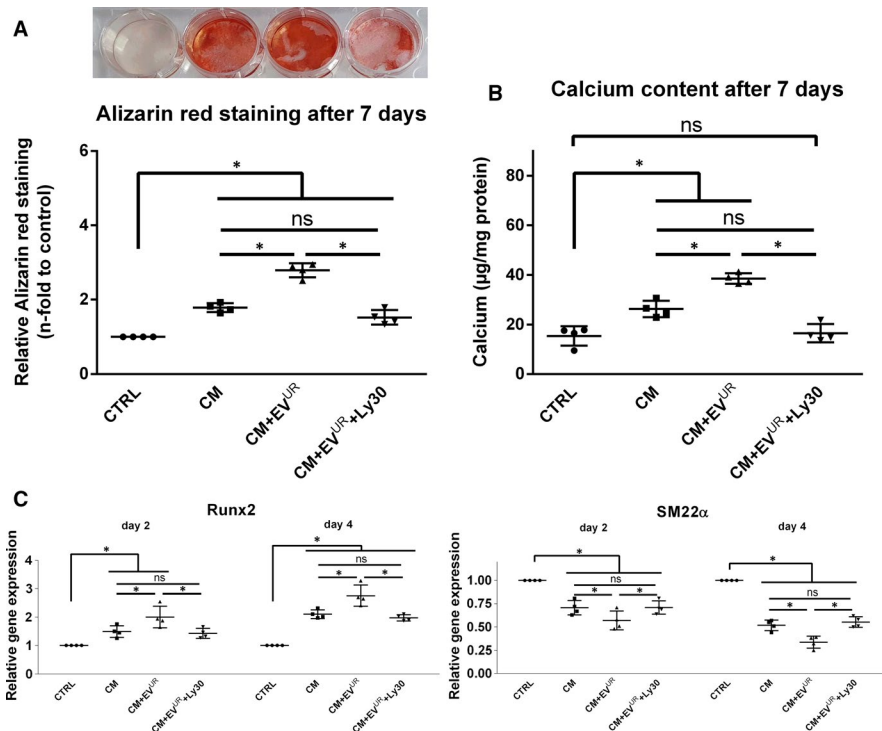 A
Alizarin red staining after 7 days
Relative Alizarin red staining
(n-fold to control)
6
4
2
0
*
ns
*
*
CTRL
CM
CM+EV^UR
CM+EV^UR+Ly30
B
Calcium content after 7 days
Calcium (µg/mg protein)
80
60
40
20
0
ns
*
ns
*
*
CTRL
CM
CM+EV^UR
CM+EV^UR+Ly30
C
Runx2
day 2
day 4
Relative gene expression
4
3
2
1
0
*
ns
*
*
*
ns
*
*
CTRL
CM
CM+EV^UR
CM+EV^UR+Ly30
CTRL
CM
CM+EV^UR
CM+EV^UR+Ly30
SM22α
day 2
day 4
Relative gene expression
1.00
0.75
0.50
0.25
0.00
*
ns
*
*
*
ns
*
*
CTRL
CM
CM+EV^UR
CM+EV^UR+Ly30
CTRL
CM
CM+EV^UR
CM+EV^UR+Ly30